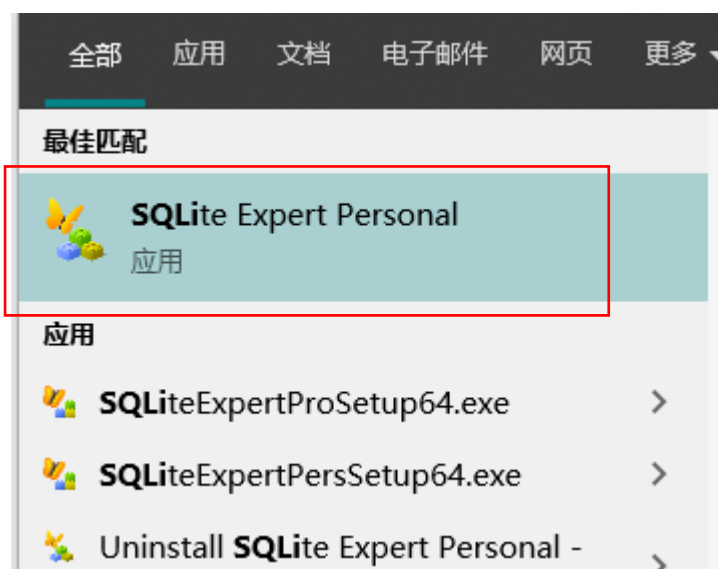 全部 应用 文档 电子邮件 网页 更多
最佳匹配
SQLite Expert Personal
应用
应用
SQLiteExpertProSetup64.exe
SQLiteExpertPersSetup64.exe
Uninstall SQLite Expert Personal -